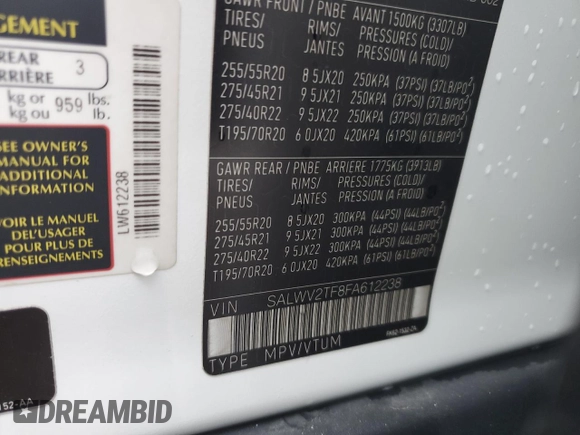 GEMENT
REAR 3
ARRIÈRE
kg or 959 lbs.
kg ou lb.
SEE OWNER'S
MANUAL FOR
ADDITIONAL
INFORMATION
VOIR LE MANUEL
DEL'USAGER
POUR PLUS DE
RENSEIGNEMENTS
LW612238
GAWR FRONT / PNBE AVANT 1500KG (3307LB)
TIRES/ RIMS/ PRESSURES (COLD)/
PNEUS JANTES PRESSION (A FROID)
255/55R20 8 5JX20 250KPA (37PSI) (37LB/PO²)
275/45R21 9 5JX21 250KPA (37PSI) (37LB/PO²)
275/40R22 9 5JX22 250KPA (37PSI) (37LB/PO²)
T195/70R20 6 0JX20 420KPA (61PSI) (61LB/PO²)
GAWR REAR / PNBE ARRIERE 1775KG (3913LB)
TIRES/ RIMS/ PRESSURES (COLD)/
PNEUS JANTES PRESSION (A FROID)
255/55R20 8 5JX20 300KPA (44PSI) (44LB/PO²)
275/45R21 9 5JX21 300KPA (44PSI) (44LB/PO²)
275/40R22 9 5JX22 300KPA (44PSI) (44LB/PO²)
T195/70R20 6 0JX20 420KPA (61PSI) (61LB/PO²)
VIN SALWV2TF8FA612238
TYPE MPV/VTUM
DREAMBID